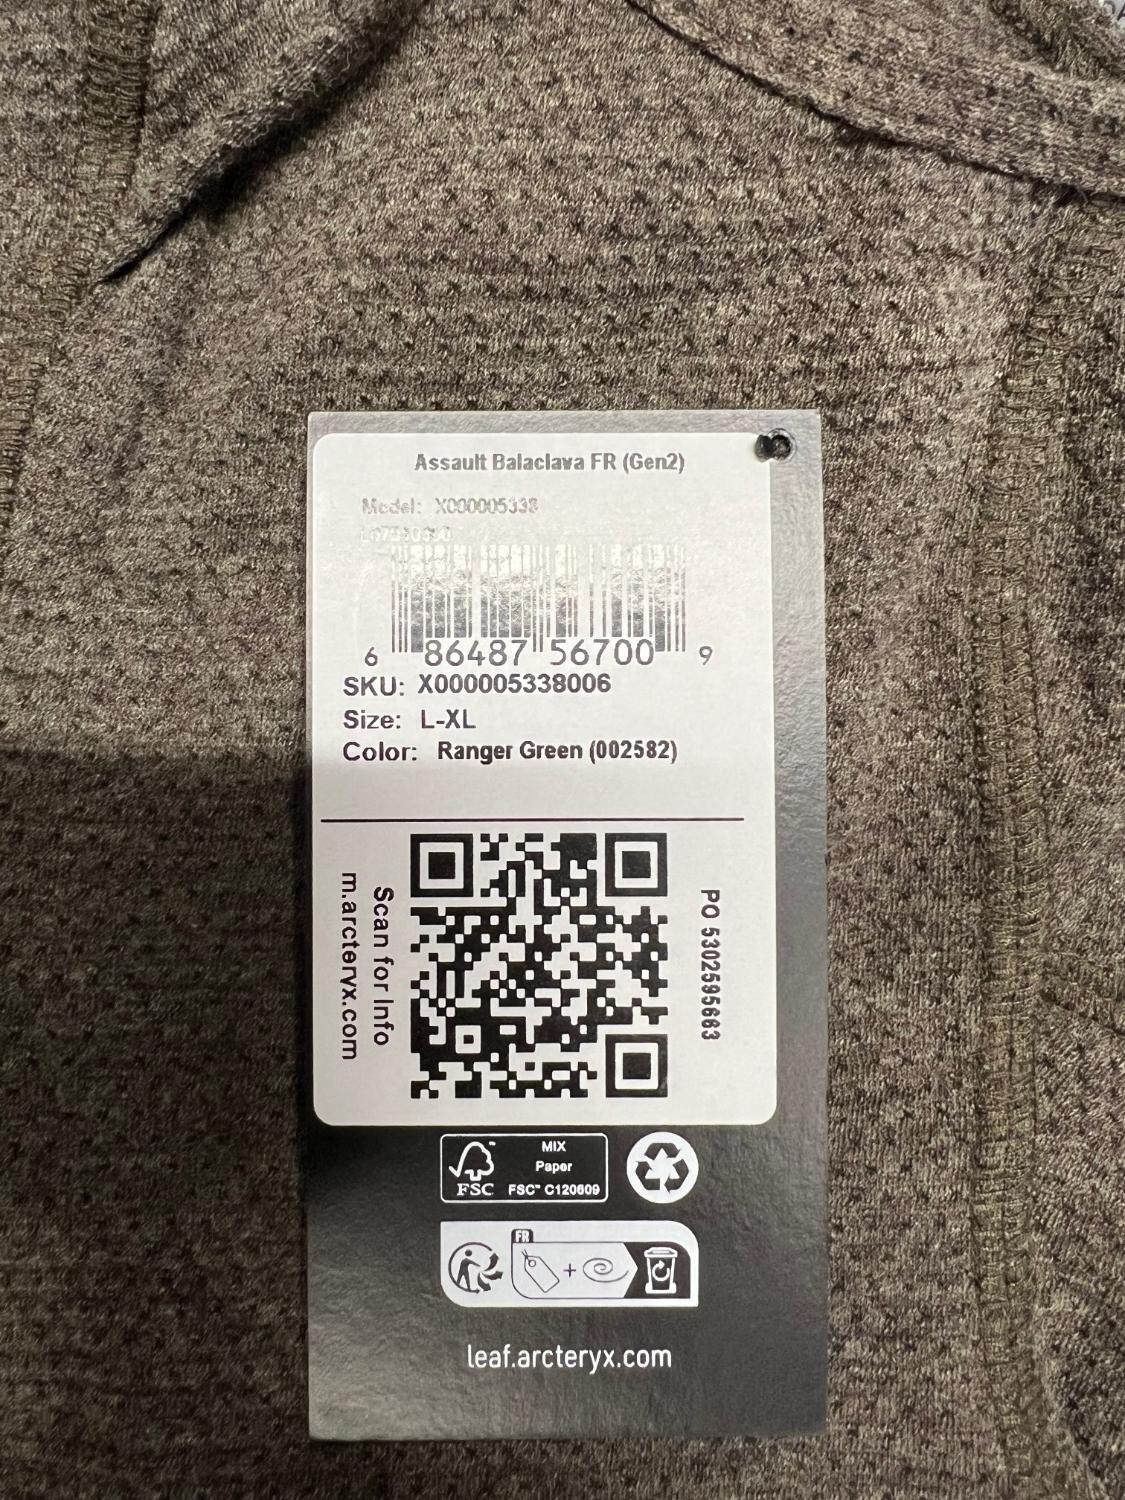 Assault Balaclava FR (Gen2)
Model: X000005338
6 86487 56700 9
SKU: X000005338006
Size: L-XL
Color: Ranger Green (002582)
Scan for Info
m.arcteryx.com
PO 5302595663
MIX
Paper
FSC™ C120609
FSC
FR
+
leaf.arcteryx.com